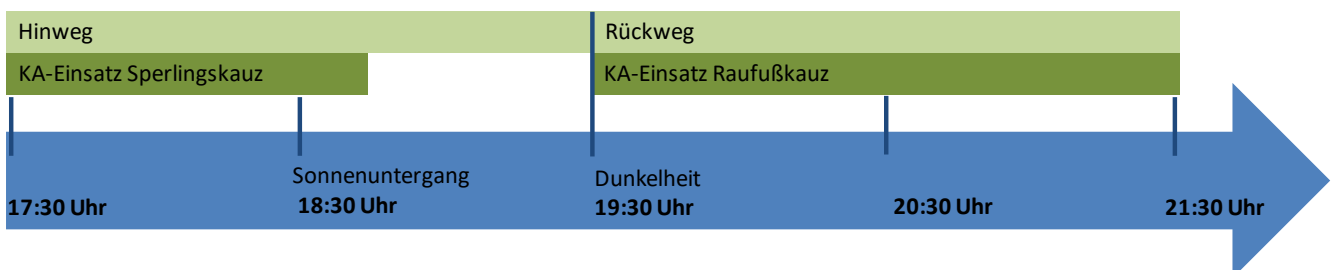 Hinweg
Rückweg
KA-Einsatz Sperlingskauz
KA-Einsatz Raufußkauz
Sonnenuntergang
Dunkelheit
17:30 Uhr
18:30 Uhr
19:30 Uhr
20:30 Uhr
21:30 Uhr